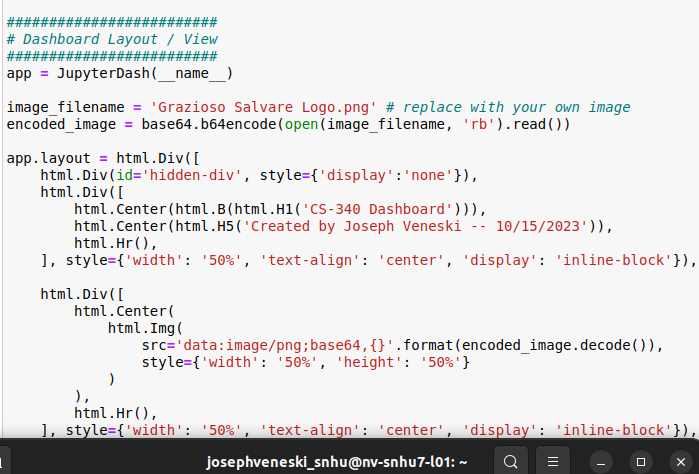 #########################
# Dashboard Layout / View
#########################
app = JupyterDash(__name__)

image_filename = 'Grazioso Salvare Logo.png' # replace with your own image
encoded_image = base64.b64encode(open(image_filename, 'rb').read())

app.layout = html.Div([
    html.Div(id='hidden-div', style={'display':'none'}),
    html.Div([
        html.Center(html.B(html.H1('CS-340 Dashboard'))),
        html.Center(html.H5('Created by Joseph Veneski -- 10/15/2023')),
        html.Hr(),
    ], style={'width': '50%', 'text-align': 'center', 'display': 'inline-block'}),

    html.Div([
        html.Center(
            html.Img(
                src='data:image/png;base64,{}'.format(encoded_image.decode()),
                style={'width': '50%', 'height': '50%'}
            )
        ),
        html.Hr(),
    ], style={'width': '50%', 'text-align': 'center', 'display': 'inline-block'}),
josephveneski_snhu@nv-snhu7-l01: ~